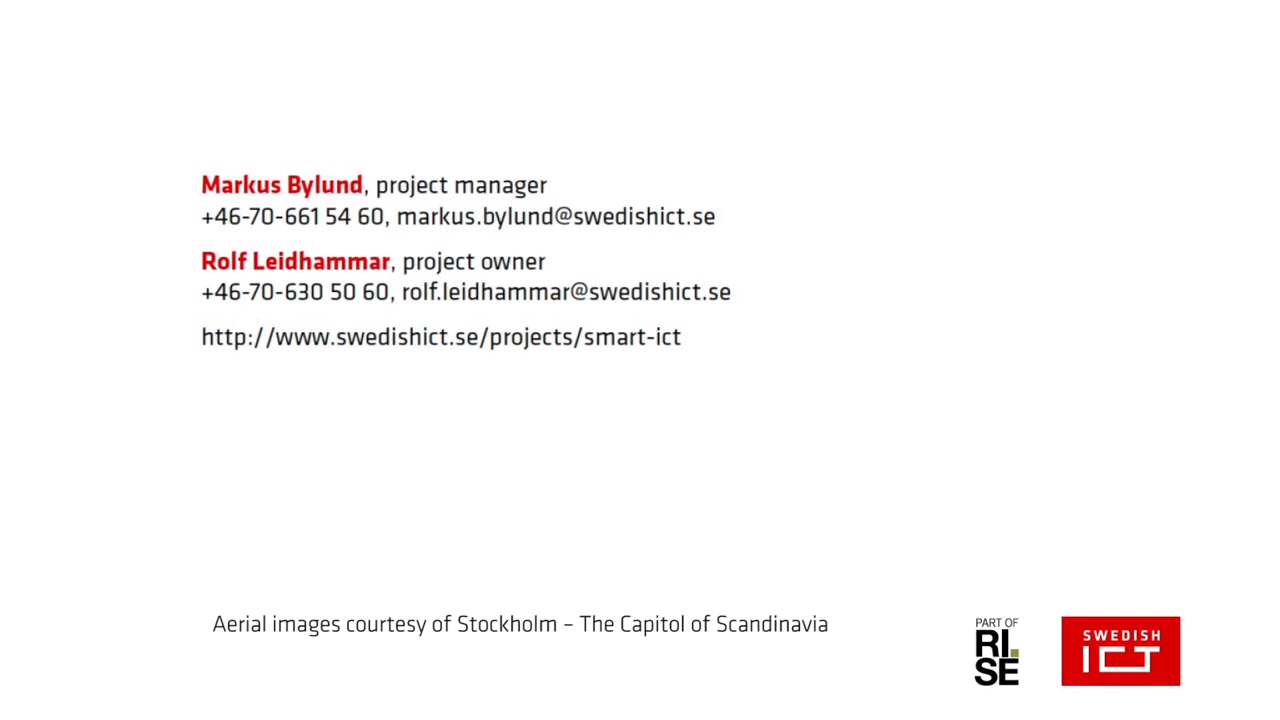 Markus Bylund, project manager
+46-70-661 54 60, markus.bylund@swedishict.se
Rolf Leidhammar, project owner
+46-70-630 50 60, rolf.leidhammar@swedishict.se
http://www.swedishict.se/projects/smart-ict
Aerial images courtesy of Stockholm – The Capitol of Scandinavia
PART OF
RI.
SE
SWEDISH
ICT